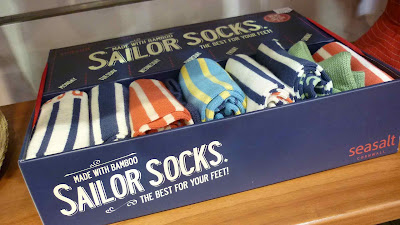 MADE WITH BAMBOO
SAILOR SOCKS.
THE BEST FOR YOUR FEET!
MADE WITH BAMBOO
SAILOR SOCKS.
THE BEST FOR YOUR FEET!
seasalt
CORNWALL